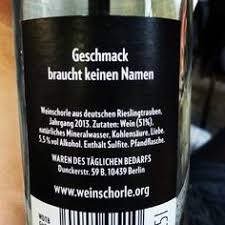 Geschmack
braucht keinen Namen
Weinschorle aus deutschen Rieslingtrauben,
Jahrgang 2013. Zutaten: Wein (51%),
natürliches Mineralwasser, Kohlensäure, Liebe.
5,5 vol Alkohol. Enthält Sulfite. Pfandflasche.
WAREN DES TÄGLICHEN BEDARFS
Dunckerstr. 59 B, 10439 Berlin
www.weinschorle.org